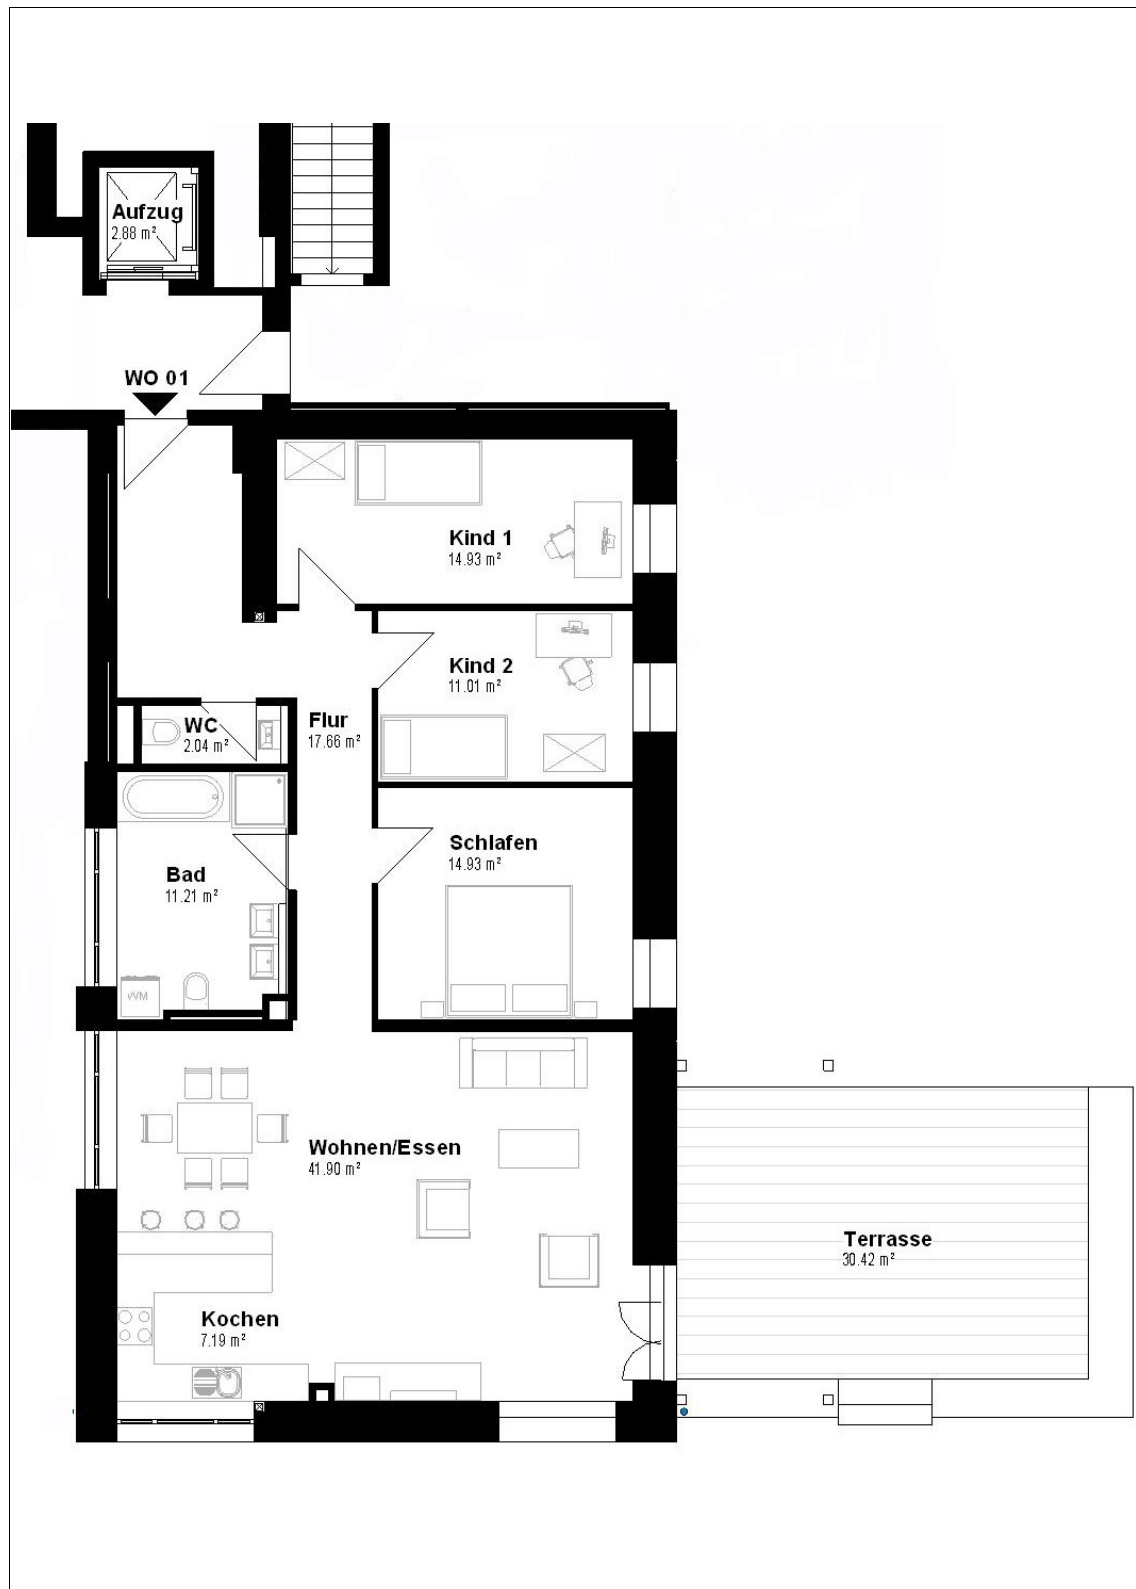 Aufzug
2.88 m²
WO 01
Kind 1
14.93 m²
Kind 2
11.01 m²
WC
2.04 m²
Flur
17.66 m²
Schlafen
14.93 m²
Bad
11.21 m²
WM
Wohnen/Essen
41.90 m²
Terrasse
30.42 m²
Kochen
7.19 m²